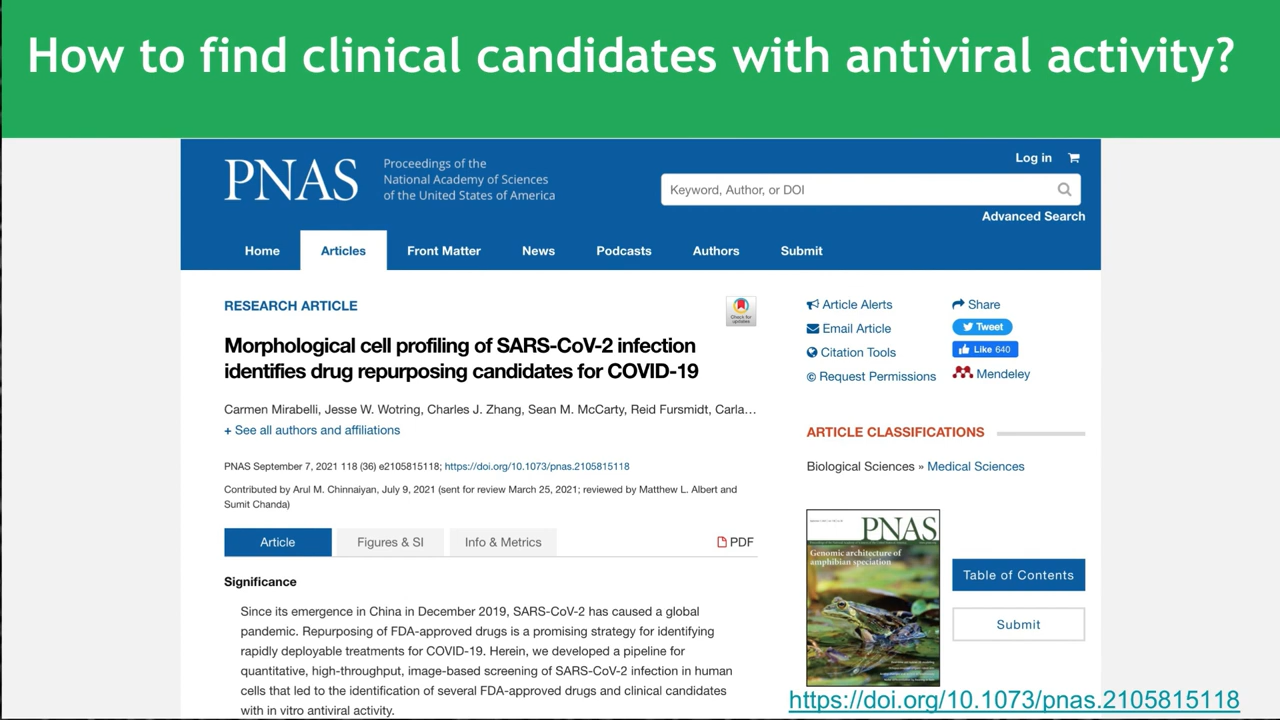 How to find clinical candidates with antiviral activity?
PNAS
Proceedings of the
National Academy of Sciences
of the United States of America
Log in
Keyword, Author, or DOI
Advanced Search
Home Articles Front Matter News Podcasts Authors Submit
RESEARCH ARTICLE
Check for
updates
Morphological cell profiling of SARS-CoV-2 infection
identifies drug repurposing candidates for COVID-19
Carmen Mirabelli, Jesse W. Wotring, Charles J. Zhang, Sean M. McCarty, Reid Fursmidt, Carla…
+ See all authors and affiliations
PNAS September 7, 2021 118 (36) e2105815118; https://doi.org/10.1073/pnas.2105815118
Contributed by Arul M. Chinnaiyan, July 9, 2021 (sent for review March 25, 2021; reviewed by Matthew L. Albert and
Sumit Chanda)
Article Figures & SI Info & Metrics PDF
Significance
Since its emergence in China in December 2019, SARS-CoV-2 has caused a global
pandemic. Repurposing of FDA-approved drugs is a promising strategy for identifying
rapidly deployable treatments for COVID-19. Herein, we developed a pipeline for
quantitative, high-throughput, image-based screening of SARS-CoV-2 infection in human
cells that led to the identification of several FDA-approved drugs and clinical candidates
with in vitro antiviral activity.
Article Alerts Share
Email Article Tweet
Citation Tools Like 640
© Request Permissions Mendeley
ARTICLE CLASSIFICATIONS
Biological Sciences » Medical Sciences
PNAS
Genomic architecture of
amphibian speciation
Table of Contents
Submit
https://doi.org/10.1073/pnas.2105815118